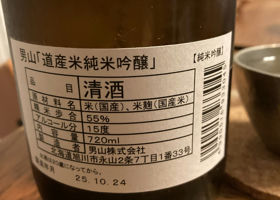 男山「道産米純米吟醸」
【純米吟醸】
品目 清酒
原材料名 米(国産)、米麹(国産米)
精米歩合 55%
アルコール分 15度
内容量 720ml
男山株式会社
北海道旭川市永山2条7丁目1番33号
25.10.24